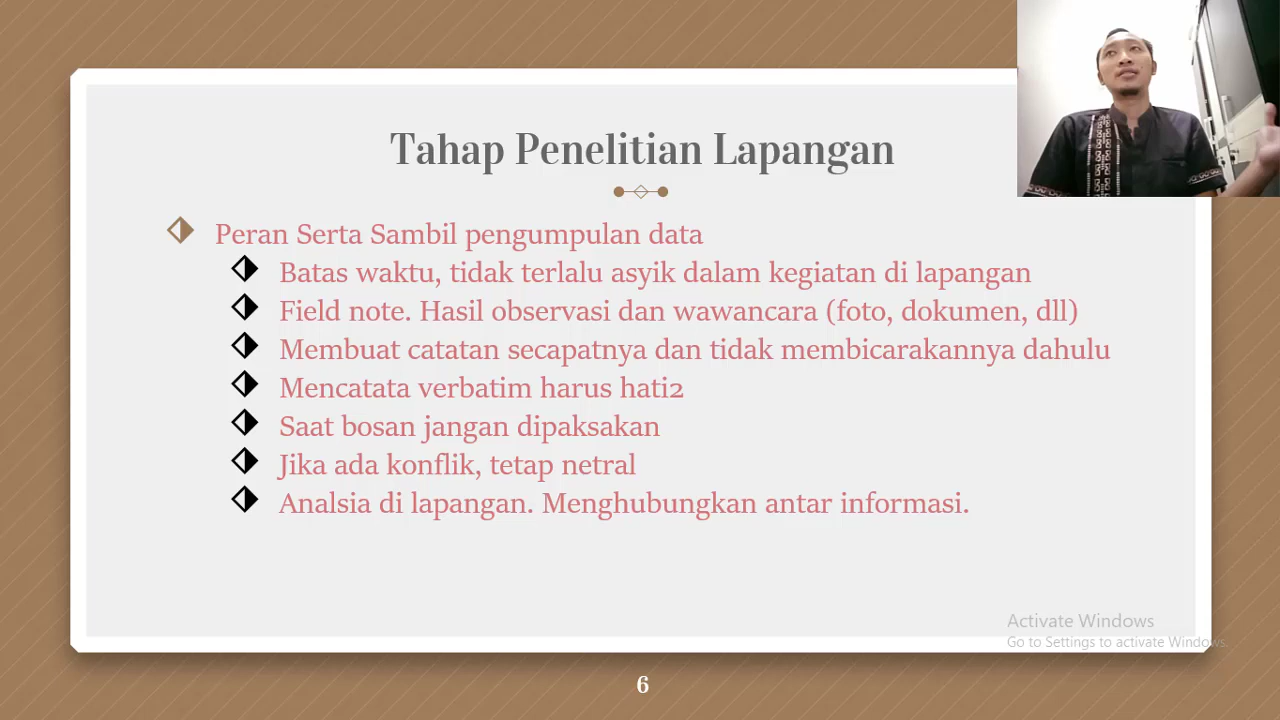 Tahap Penelitian Lapangan
Peran Serta Sambil pengumpulan data
Batas waktu, tidak terlalu asyik dalam kegiatan di lapangan
Field note. Hasil observasi dan wawancara (foto, dokumen, dll)
Membuat catatan secapatnya dan tidak membicarakannya dahulu
Mencatata verbatim harus hati2
Saat bosan jangan dipaksakan
Jika ada konflik, tetap netral
Analsia di lapangan. Menghubungkan antar informasi.
Activate Windows
Go to Settings to activate Windows.
6